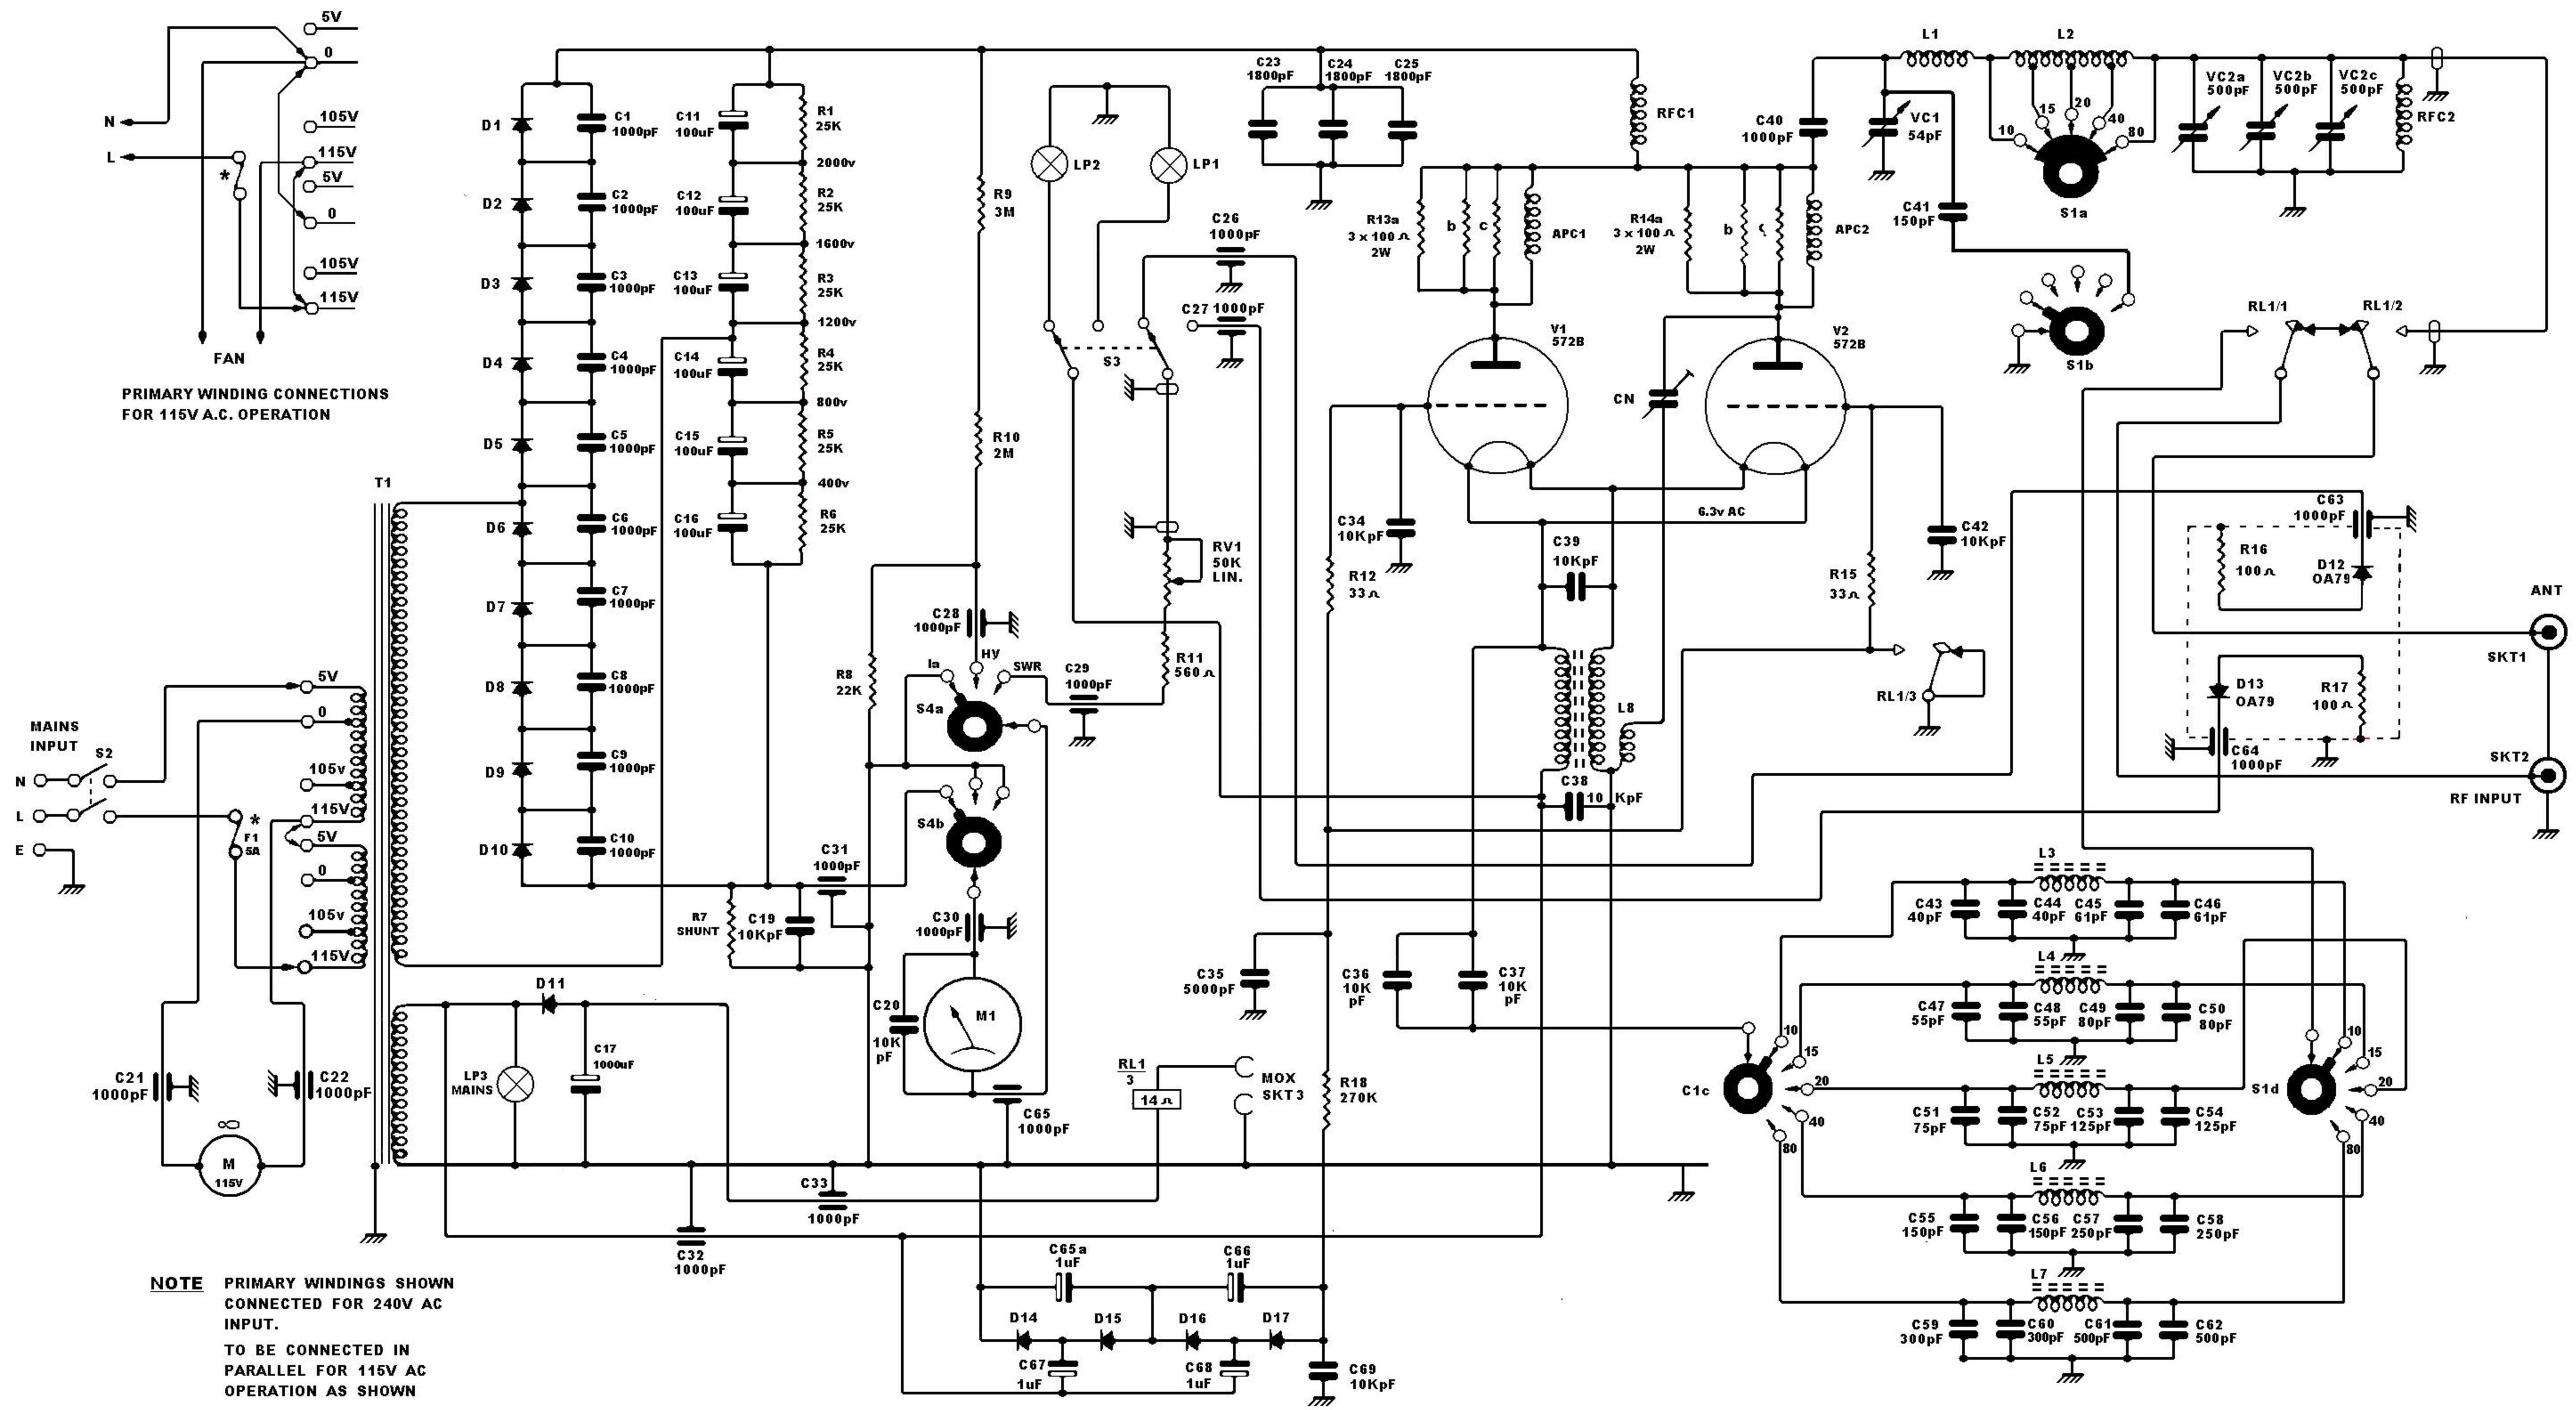 5V
0
105V
115V
5V
0
105V
115V
N
L
*
FAN
PRIMARY WINDING CONNECTIONS
FOR 115V A.C. OPERATION
T1
MAINS
INPUT
S2
N
L
E
*
F1
5A
5V
0
105v
115V
5V
0
105v
115V
C21
1000pF
C22
1000pF
M
115V
NOTE PRIMARY WINDINGS SHOWN
CONNECTED FOR 240V AC
INPUT.
TO BE CONNECTED IN
PARALLEL FOR 115V AC
OPERATION AS SHOWN
D1
C1
1000pF
D2
C2
1000pF
D3
C3
1000pF
D4
C4
1000pF
D5
C5
1000pF
D6
C6
1000pF
D7
C7
1000pF
D8
C8
1000pF
D9
C9
1000pF
D10
C10
1000pF
C11
100uF
R1
25K
2000v
C12
100uF
R2
25K
1600v
C13
100uF
R3
25K
1200v
C14
100uF
R4
25K
800v
C15
100uF
R5
25K
400v
C16
100uF
R6
25K
R9
3M
R10
2M
LP2
LP1
S3
C26
1000pF
C27 1000pF
RV1
50K
LIN.
R11
560Ω
C28
1000pF
Ia
HV
SWR
S4a
C29
1000pF
R8
22K
S4b
C31
1000pF
C30
1000pF
R7
SHUNT
C19
10KpF
C20
10K
pF
M1
C65
1000pF
D11
LP3
MAINS
C17
1000uF
C33
1000pF
C32
1000pF
RL1
3
14Ω
MOX
SKT3
C65a
1uF
C66
1uF
D14
D15
D16
D17
C67
1uF
C68
1uF
C69
10KpF
R18
270K
C35
5000pF
C36
10K
pF
C37
10K
pF
C23
1800pF
C24
1800pF
C25
1800pF
RFC1
C40
1000pF
R13a
3 x 100Ω
2W
b
c
APC1
R14a
3 x 100Ω
2W
b
APC2
V1
572B
V2
572B
CN
C34
10KpF
R12
33Ω
6.3v AC
C39
10KpF
R15
33Ω
C42
10KpF
L8
C38
10 KpF
RL1/3
L1
L2
VC1
54pF
C41
150pF
10
15
20
40
80
S1a
S1b
VC2a
500pF
VC2b
500pF
VC2c
500pF
RFC2
RL1/1
RL1/2
C63
1000pF
R16
100Ω
D12
OA79
D13
OA79
R17
100Ω
C64
1000pF
ANT
SKT1
SKT2
RF INPUT
L3
C43
40pF
C44
40pF
C45
61pF
C46
61pF
L4
C47
55pF
C48
55pF
C49
80pF
C50
80pF
L5
C51
75pF
C52
75pF
C53
125pF
C54
125pF
L6
C55
150pF
C56
150pF
C57
250pF
C58
250pF
L7
C59
300pF
C60
300pF
C61
500pF
C62
500pF
C1c
10
15
20
40
80
S1d
10
15
20
40
80